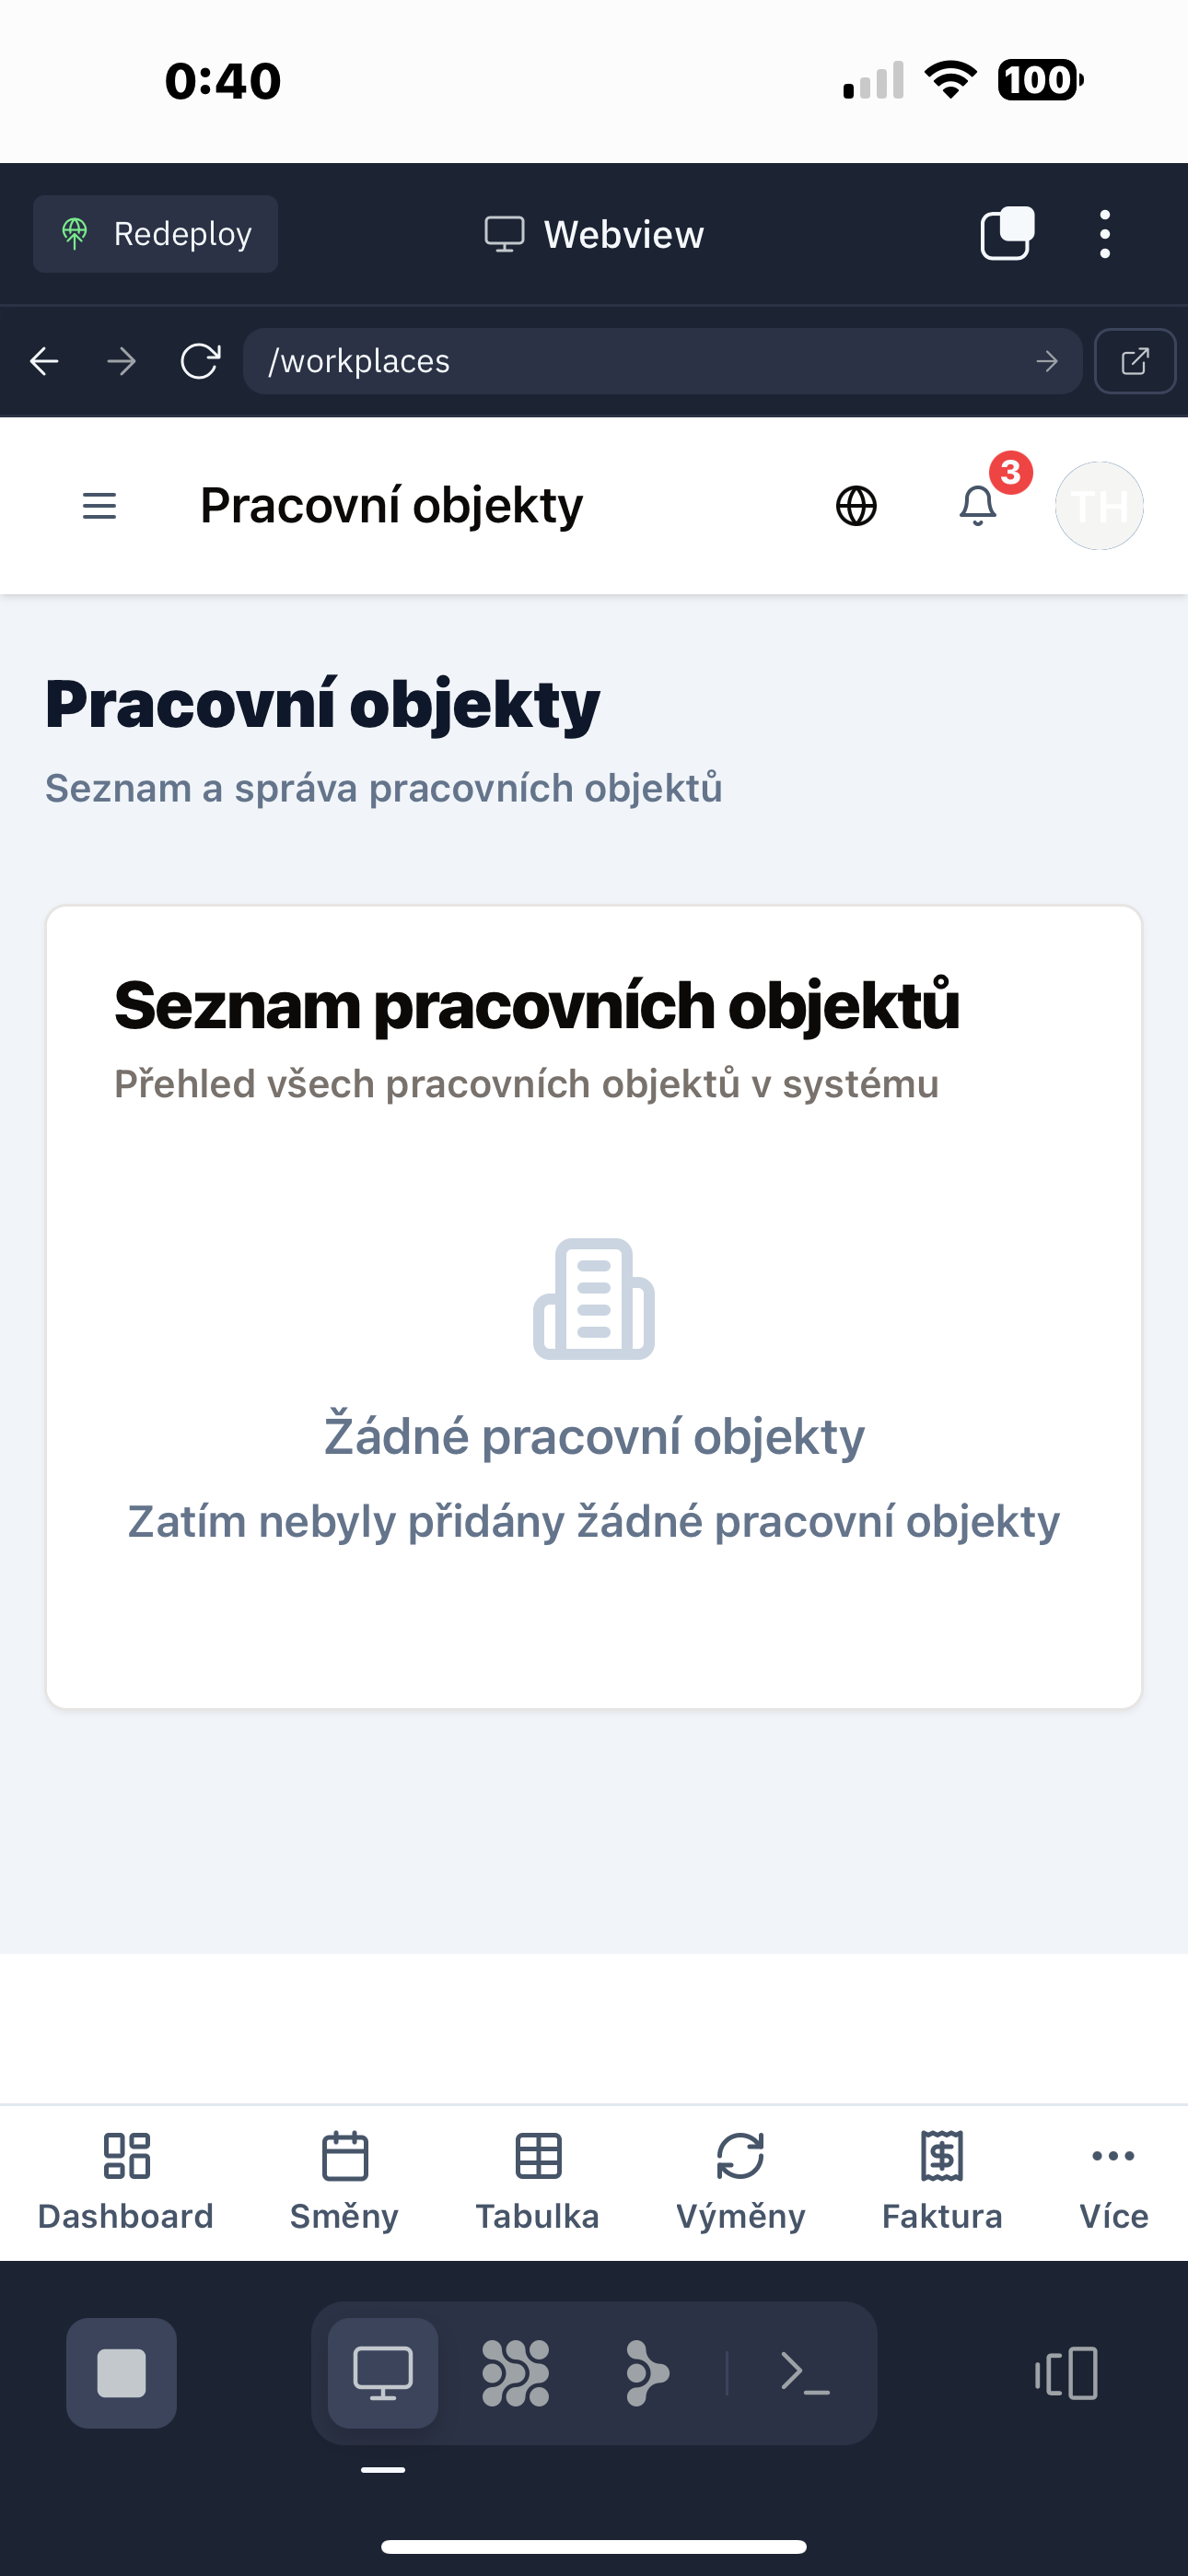 0:40
100
Redeploy
Webview
/workplaces
Pracovní objekty
3
TH
Pracovní objekty
Seznam a správa pracovních objektů
Seznam pracovních objektů
Přehled všech pracovních objektů v systému
Žádné pracovní objekty
Zatím nebyly přidány žádné pracovní objekty
Dashboard
Směny
Tabulka
Výměny
Faktura
Více